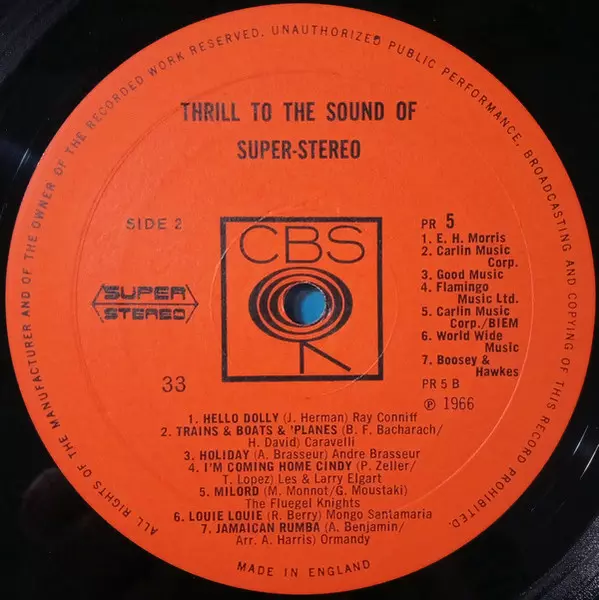 ALL RIGHTS OF THE MANUFACTURER AND OF THE OWNER OF THE RECORDED WORK RESERVED. UNAUTHORIZED PUBLIC PERFORMANCE, BROADCASTING AND COPYING OF THIS RECORD PROHIBITED.
THRILL TO THE SOUND OF
SUPER-STEREO
SIDE 2
SUPER
STEREO
33
CBS
PR 5
1. E. H. Morris
2. Carlin Music
Corp.
3. Good Music
4. Flamingo
Music Ltd.
5. Carlin Music
Corp./BIEM
6. World Wide
Music
7. Boosey &
Hawkes
PR 5 B
℗ 1966
1. HELLO DOLLY (J. Herman) Ray Conniff
2. TRAINS & BOATS & 'PLANES (B. F. Bacharach/
H. David) Caravelli
3. HOLIDAY (A. Brasseur) Andre Brasseur
4. I'M COMING HOME CINDY (P. Zeller/
T. Lopez) Les & Larry Elgart
5. MILORD (M. Monnot/G. Moustaki)
The Fluegel Knights
6. LOUIE LOUIE (R. Berry) Mongo Santamaria
7. JAMAICAN RUMBA (A. Benjamin/
Arr. A. Harris) Ormandy
MADE IN ENGLAND